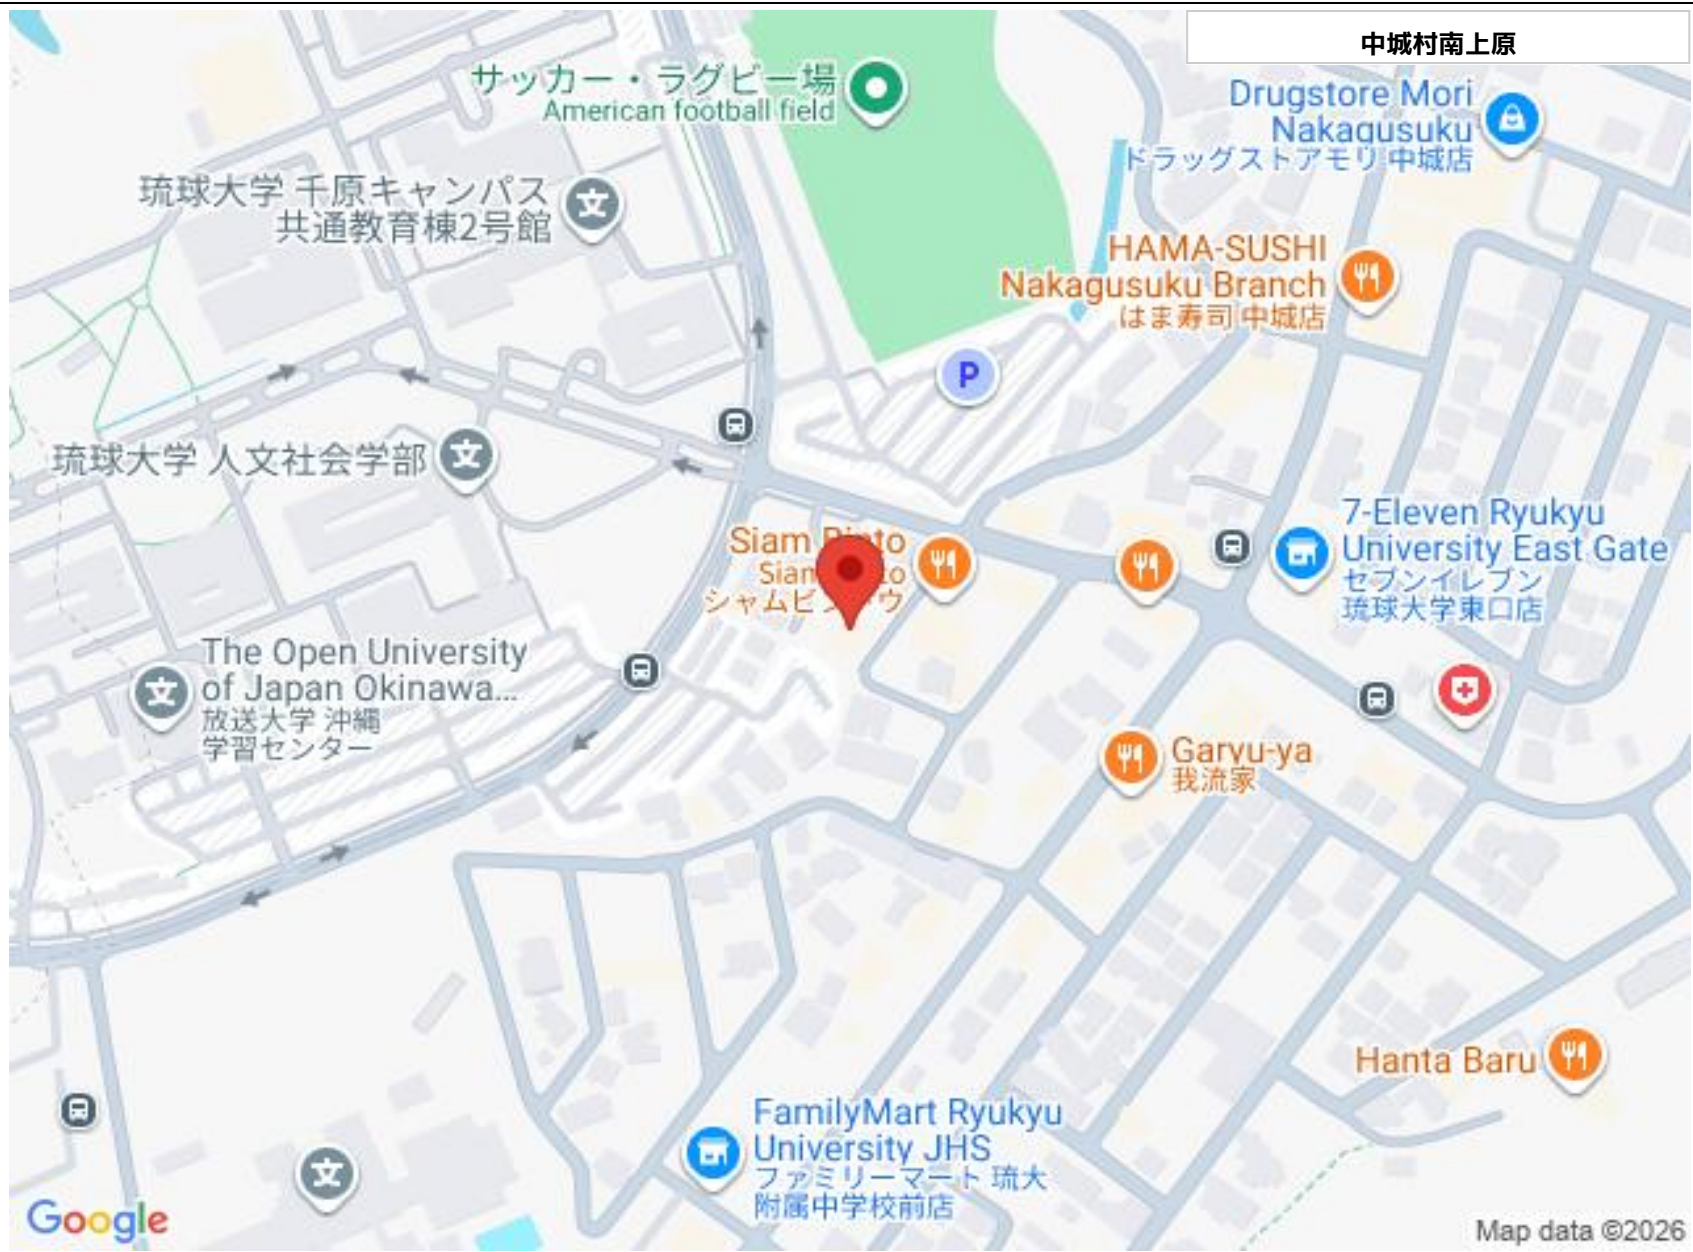 中城村南上原
サッカー・ラグビー場
American football field
Drugstore Mori
Nakagusuku
ドラッグストアモリ 中城店
琉球大学 千原キャンパス
共通教育棟2号館
HAMA-SUSHI
Nakagusuku Branch
はま寿司 中城店
P
琉球大学 人文社会学部
7-Eleven Ryukyu
University East Gate
セブンイレブン
琉球大学東口店
Siam
シャムビ
The Open University
of Japan Okinawa...
放送大学 沖縄
学習センター
Garyu-ya
我流家
Hanta Baru
FamilyMart Ryukyu
University JHS
ファミリーマート 琉大
附属中学校前店
Google
Map data ©2026